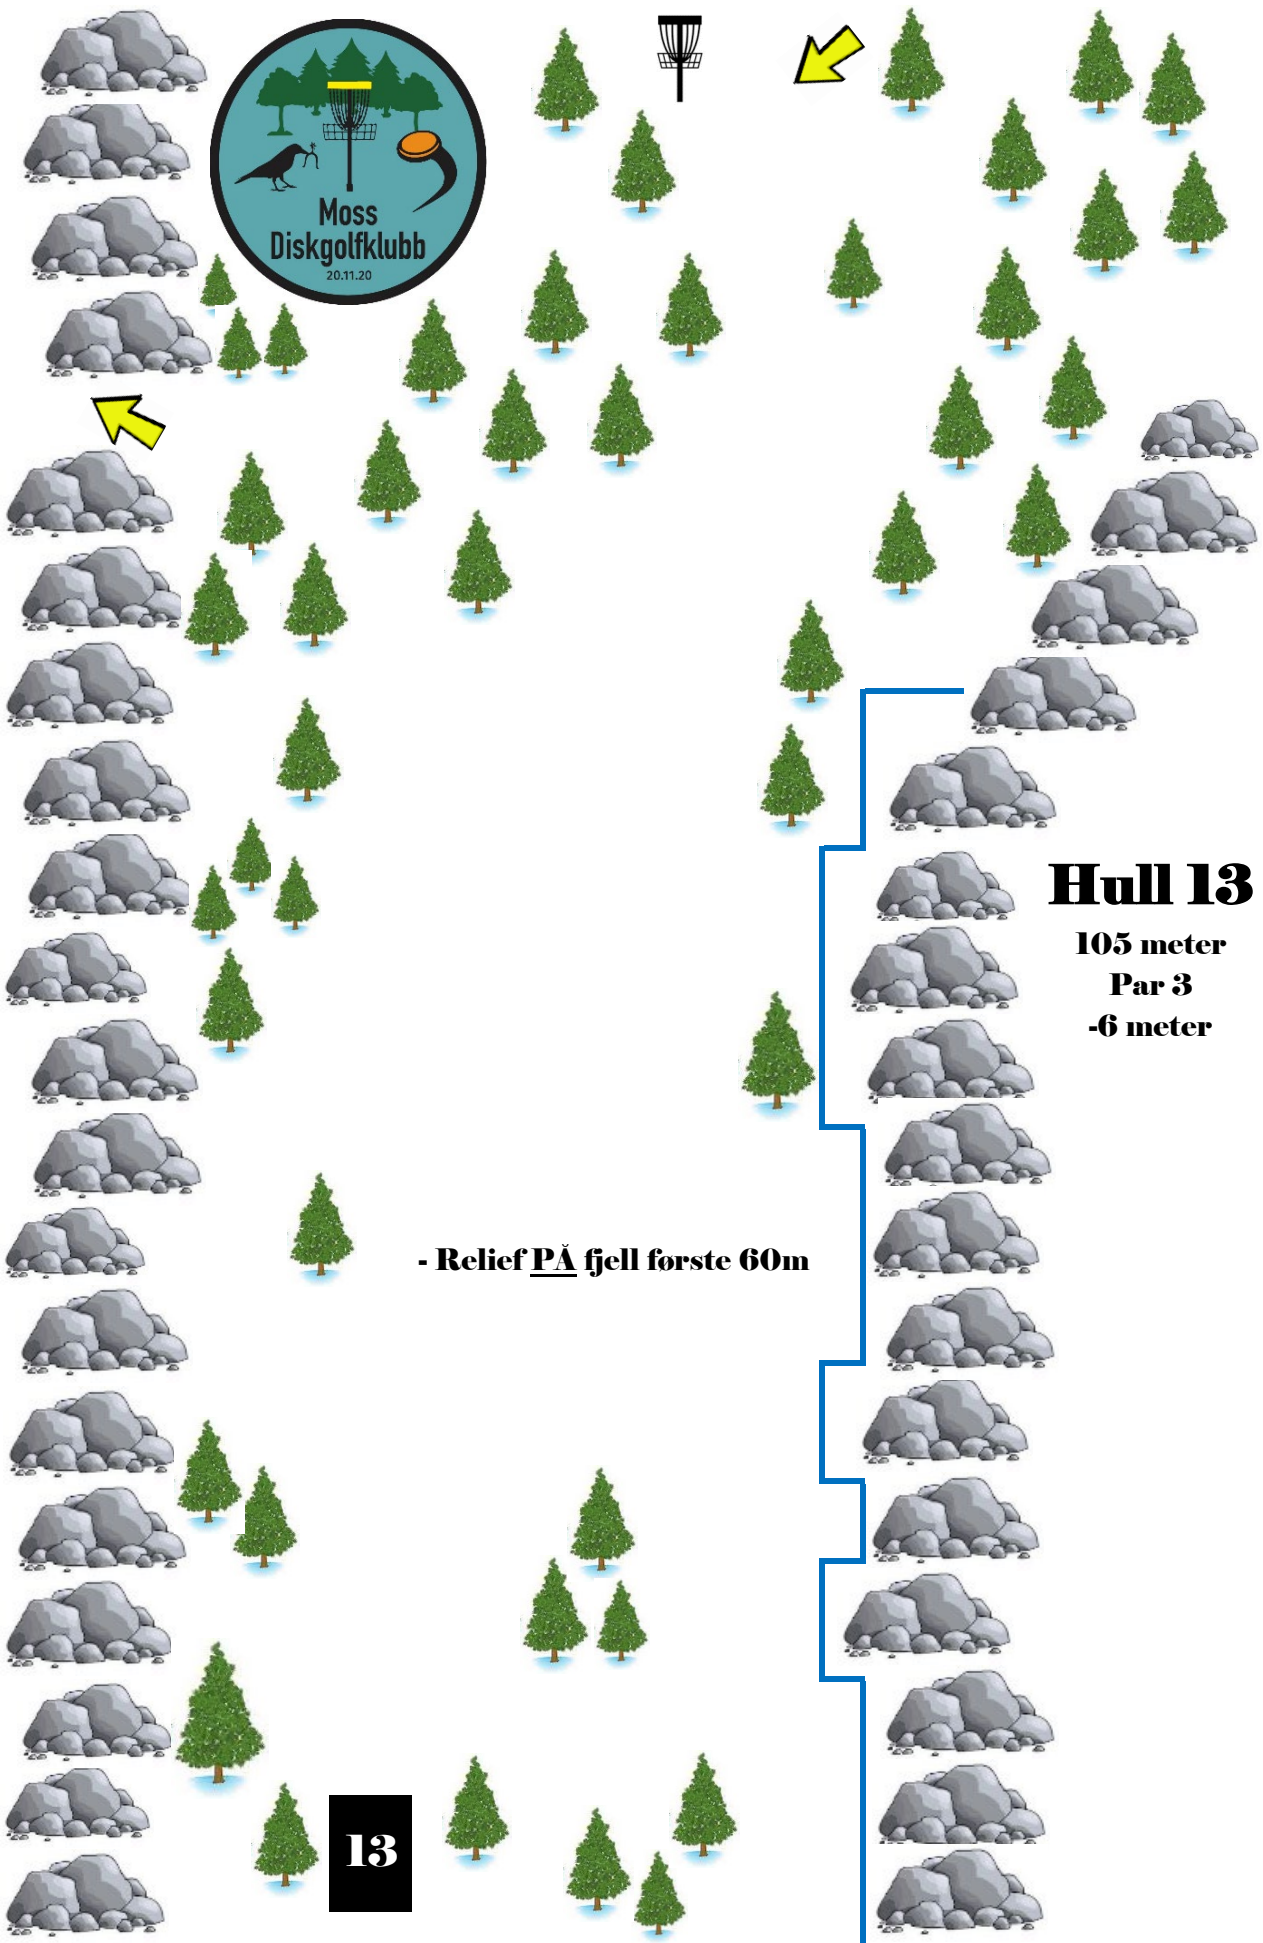 Moss
Diskgolfklubb
20.11.20
Hull 13
105 meter
Par 3
-6 meter
- Relief PÅ fjell første 60m
13